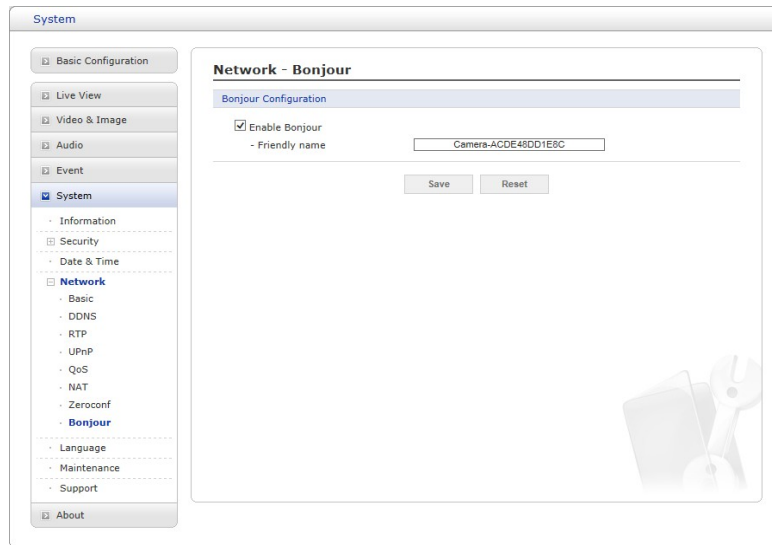 System
Basic Configuration
Live View
Video & Image
Audio
Event
System
· Information
Security
· Date & Time
Network
· Basic
· DDNS
· RTP
· UPnP
· QoS
· NAT
· Zeroconf
· Bonjour
· Language
· Maintenance
· Support
About
Network - Bonjour
Bonjour Configuration
Enable Bonjour
- Friendly name Camera-ACDE48DD1E8C
Save Reset